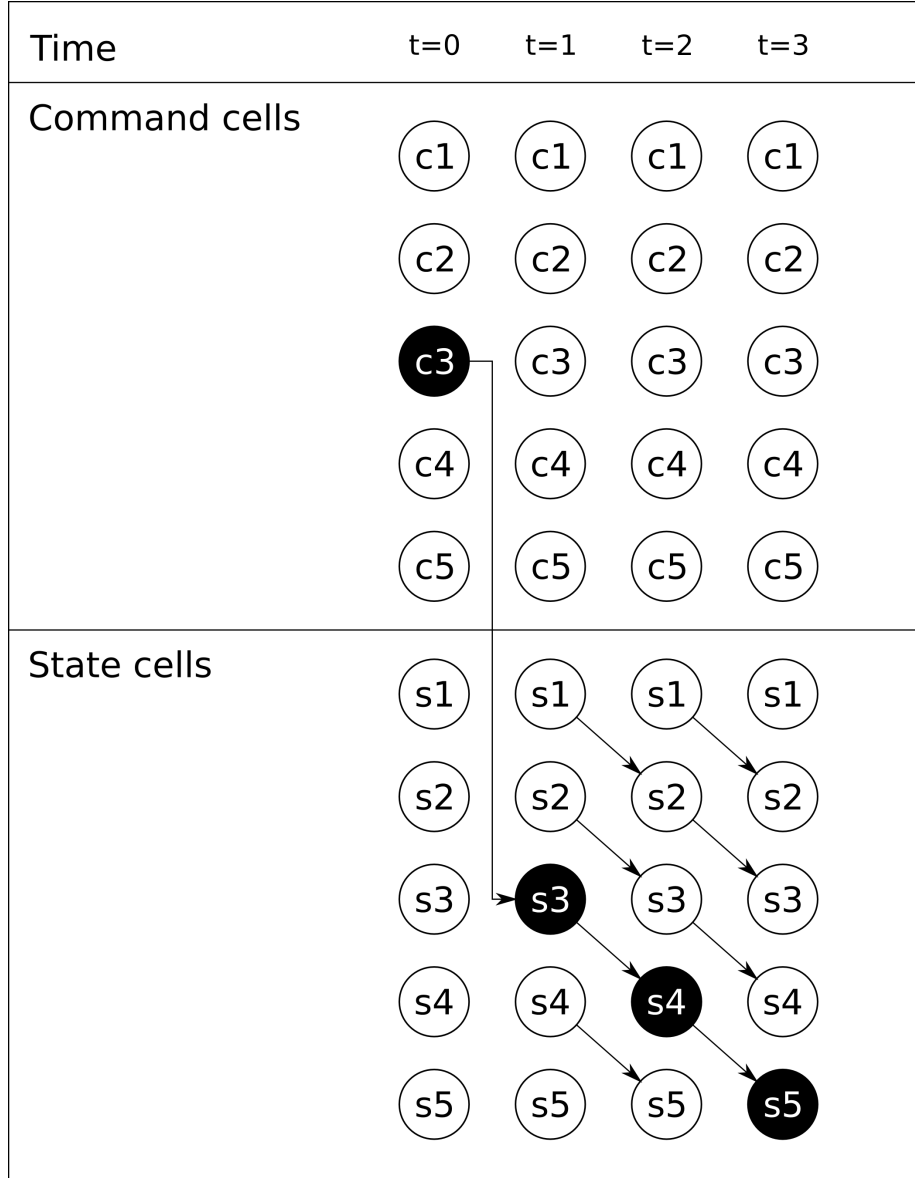 Time t=0 t=1 t=2 t=3
Command cells
c1 c1 c1 c1
c2 c2 c2 c2
c3 c3 c3 c3
c4 c4 c4 c4
c5 c5 c5 c5
State cells
s1 s1 s1 s1
s2 s2 s2 s2
s3 s3 s3 s3
s4 s4 s4 s4
s5 s5 s5 s5